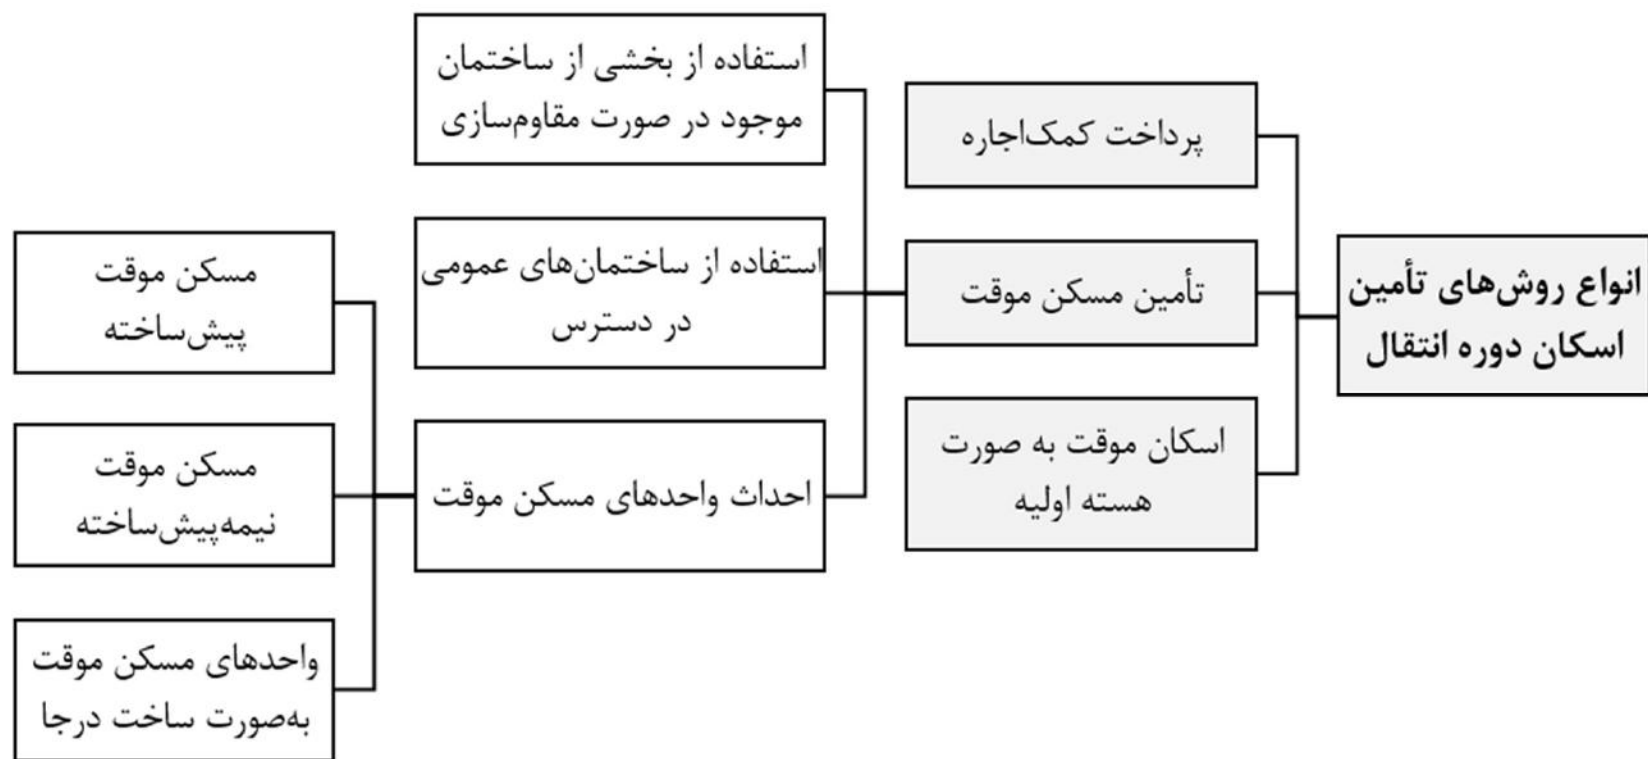 انواع روش‌های تأمین
اسکان دوره انتقال
پرداخت کمک‌اجاره
تأمین مسکن موقت
اسکان موقت به صورت
هسته اولیه
استفاده از بخشی از ساختمان
موجود در صورت مقاوم‌سازی
استفاده از ساختمان‌های عمومی
در دسترس
احداث واحدهای مسکن موقت
مسکن موقت
پیش‌ساخته
مسکن موقت
نیمه‌پیش‌ساخته
واحدهای مسکن موقت
به‌صورت ساخت درجا